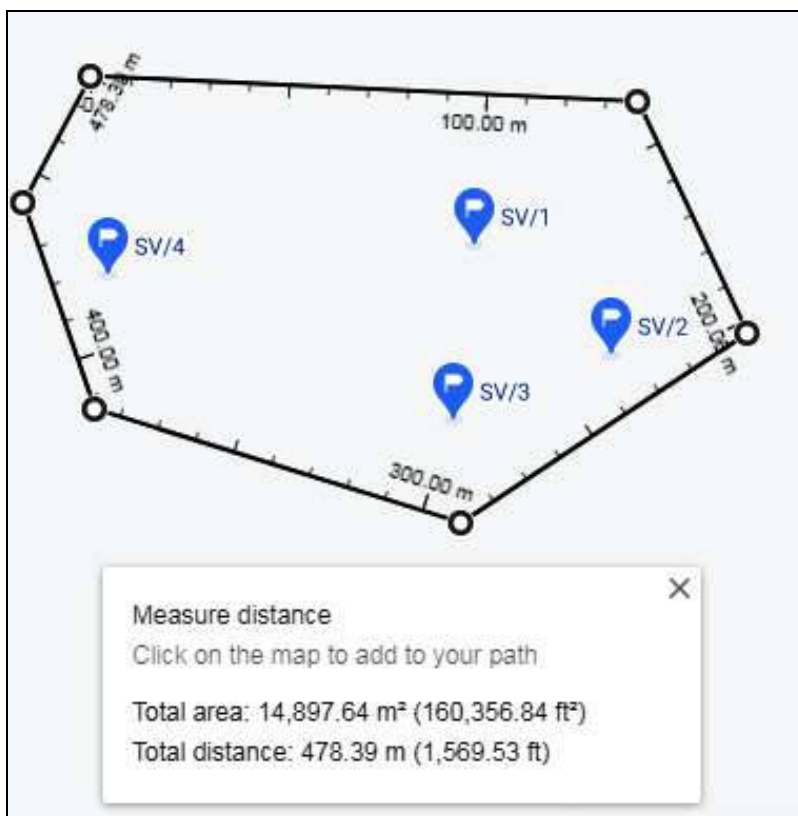 478.39 m
100.00 m
SV/1
SV/4
SV/2
400.00 m
SV/3
300.00 m
Measure distance
Click on the map to add to your path
Total area: 14,897.64 m² (160,356.84 ft²)
Total distance: 478.39 m (1,569.53 ft)